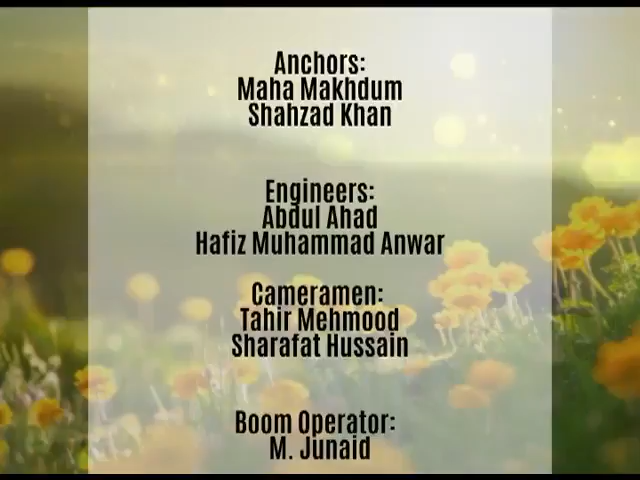 Anchors:
Maha Makhdum
Shahzad Khan
Engineers:
Abdul Ahad
Hafiz Muhammad Anwar
Cameramen:
Tahir Mehmood
Sharafat Hussain
Boom Operator:
M. Junaid